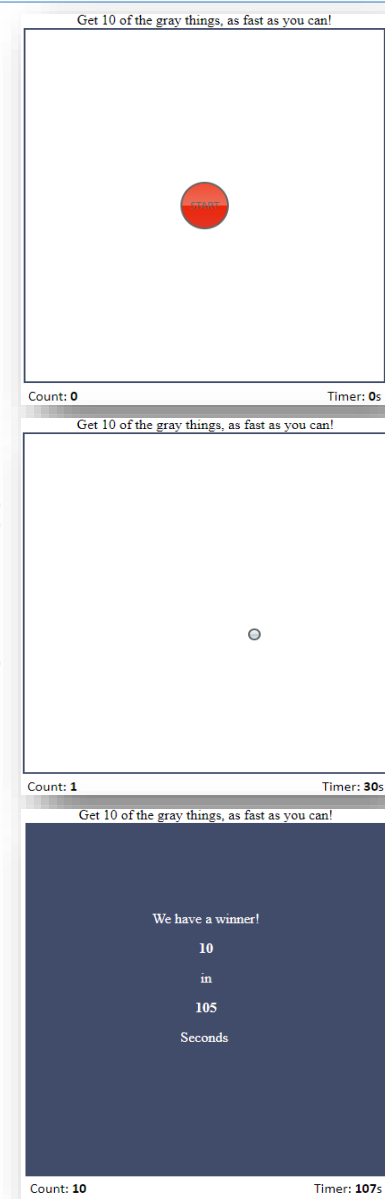 Get 10 of the gray things, as fast as you can!
START
Count: 0 Timer: 0s
Get 10 of the gray things, as fast as you can!
Count: 1 Timer: 30s
Get 10 of the gray things, as fast as you can!
We have a winner!
10
in
105
Seconds
Count: 10 Timer: 107s